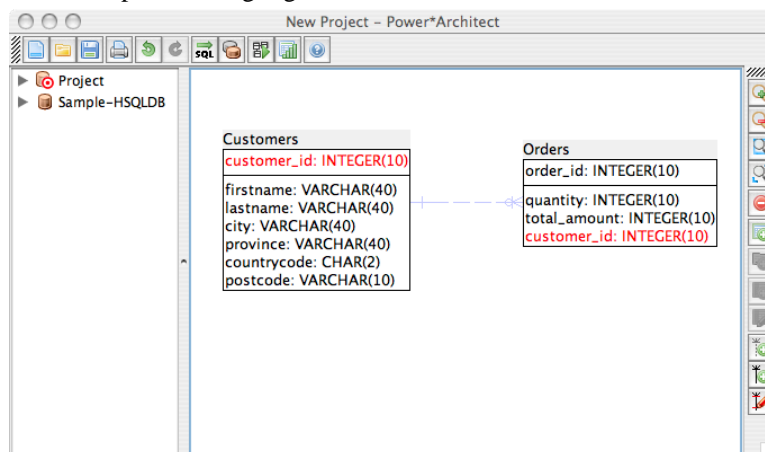 New Project – Power*Architect
SQL
Project
Sample-HSQLDB
Customers
customer_id: INTEGER(10)
firstname: VARCHAR(40)
lastname: VARCHAR(40)
city: VARCHAR(40)
province: VARCHAR(40)
countrycode: CHAR(2)
postcode: VARCHAR(10)
Orders
order_id: INTEGER(10)
quantity: INTEGER(10)
total_amount: INTEGER(10)
customer_id: INTEGER(10)